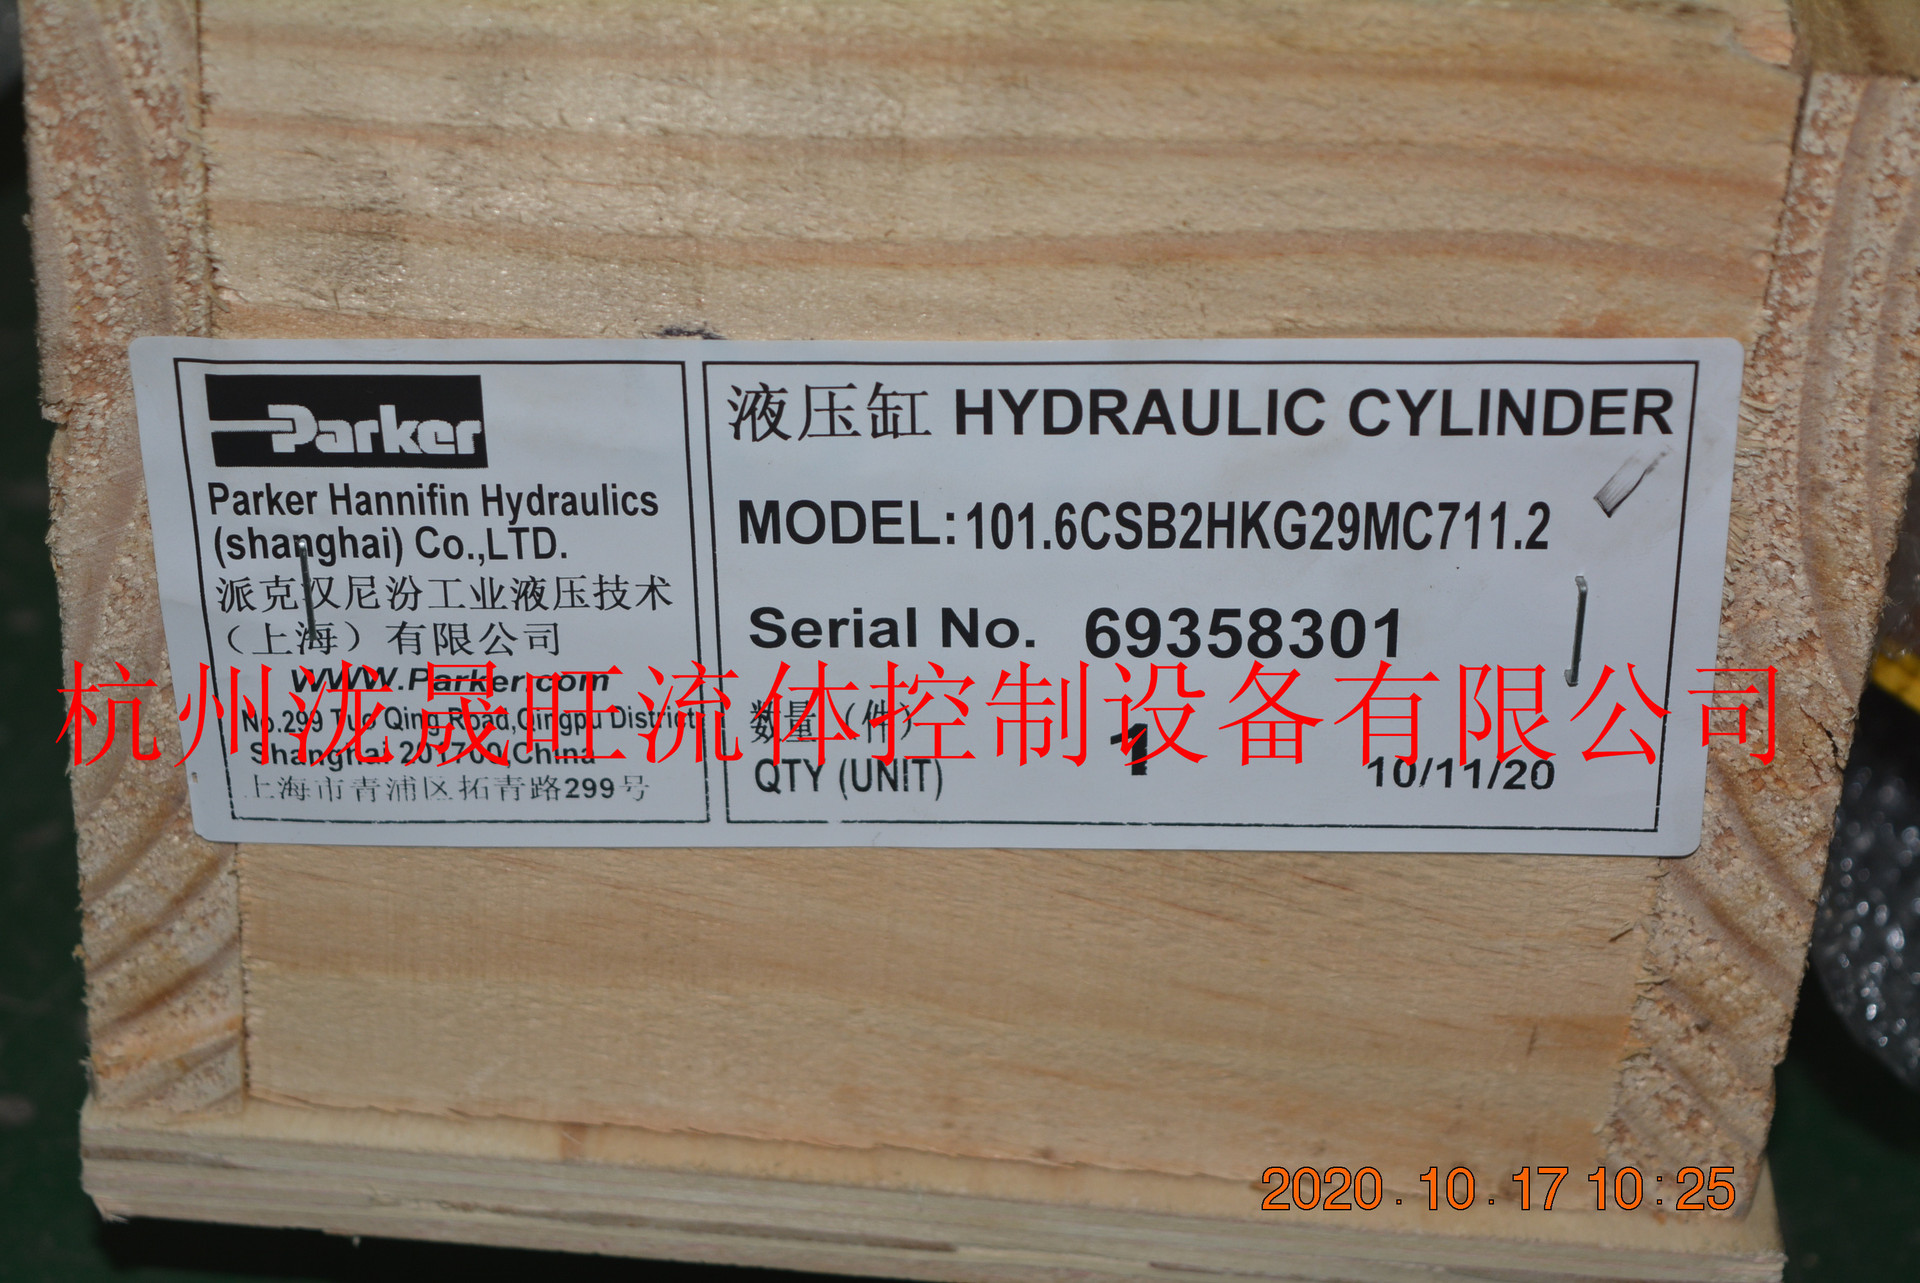 Parker
Parker Hannifin Hydraulics
(shanghai) Co.,LTD.
派克汉尼汾工业液压技术
（上海）有限公司
WWW.Parker.com
No.299 Tuo Qing Road,Qingpu District
Shanghai 201700,China
上海市青浦区拓青路299号
液压缸 HYDRAULIC CYLINDER
MODEL:101.6CSB2HKG29MC711.2
Serial No. 69358301
数量（件）
QTY (UNIT) 1 10/11/20
杭州泷晟旺流体控制设备有限公司
2020.10.17 10:25